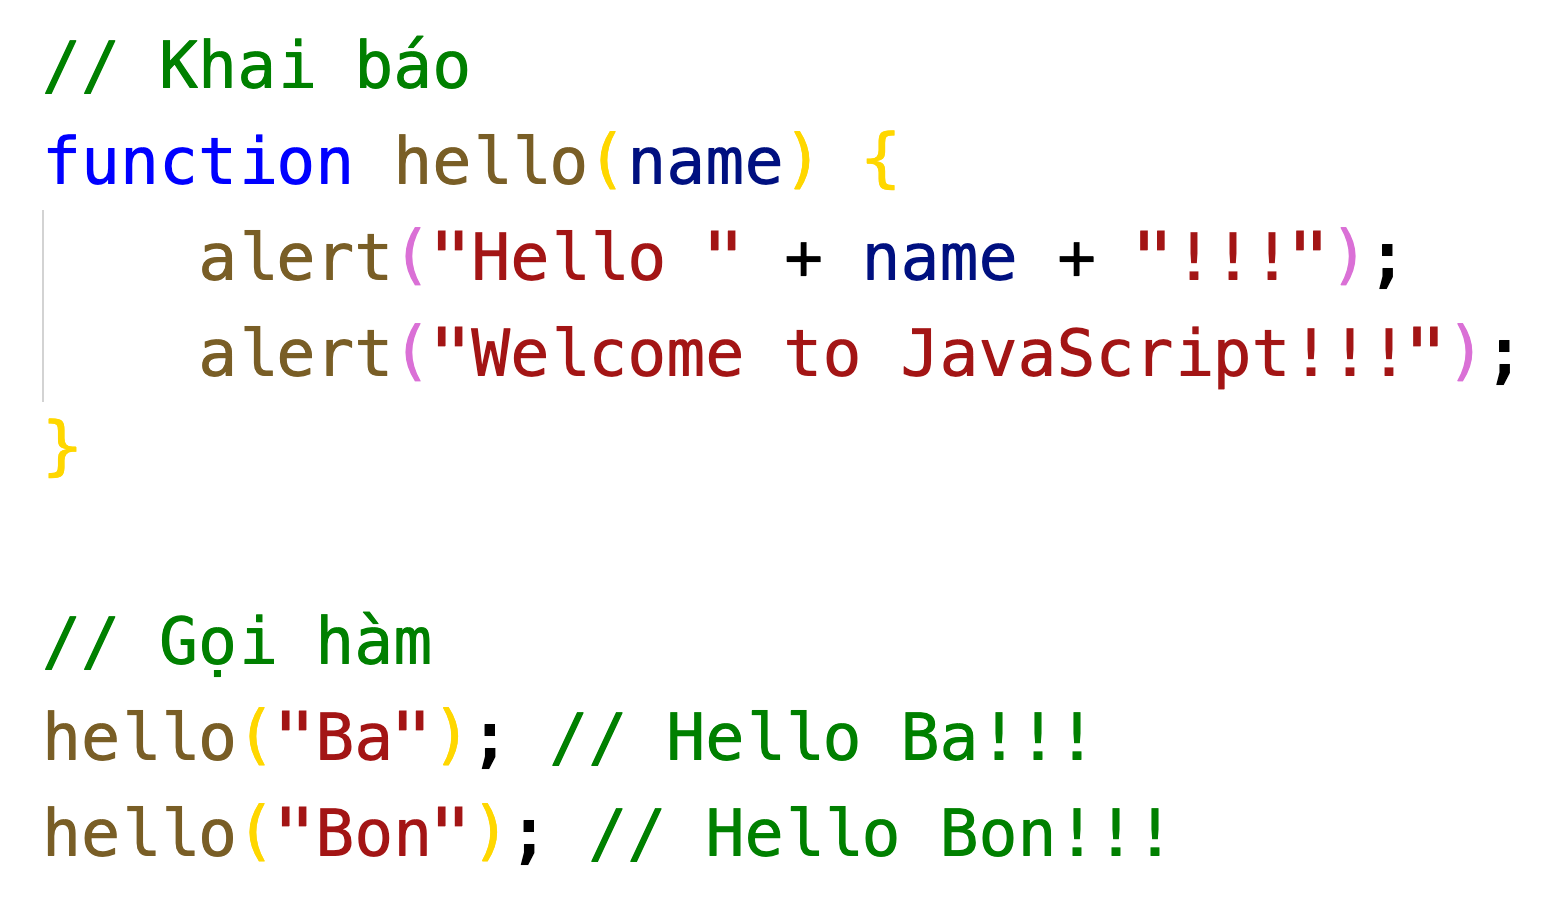 // Khai báo
function hello(name) {
    alert("Hello " + name + "!!!");
    alert("Welcome to JavaScript!!!");
}
// Gọi hàm
hello("Ba"); // Hello Ba!!!
hello("Bon"); // Hello Bon!!!